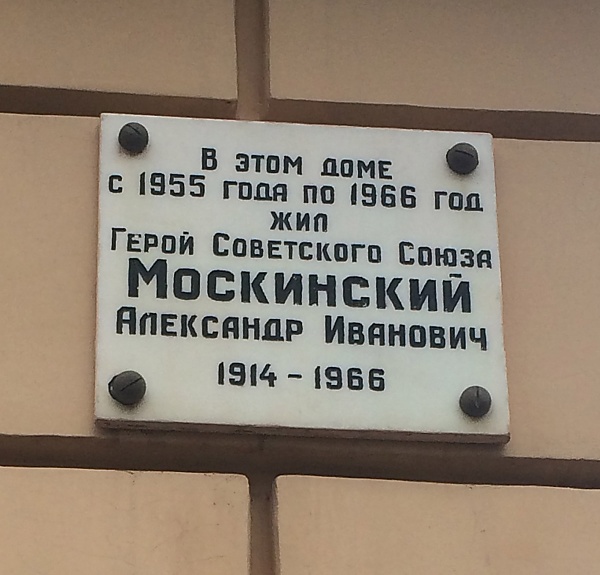 В этом доме
с 1955 года по 1966 год
жил
Герой Советского Союза
Москинский
Александр Иванович
1914 - 1966